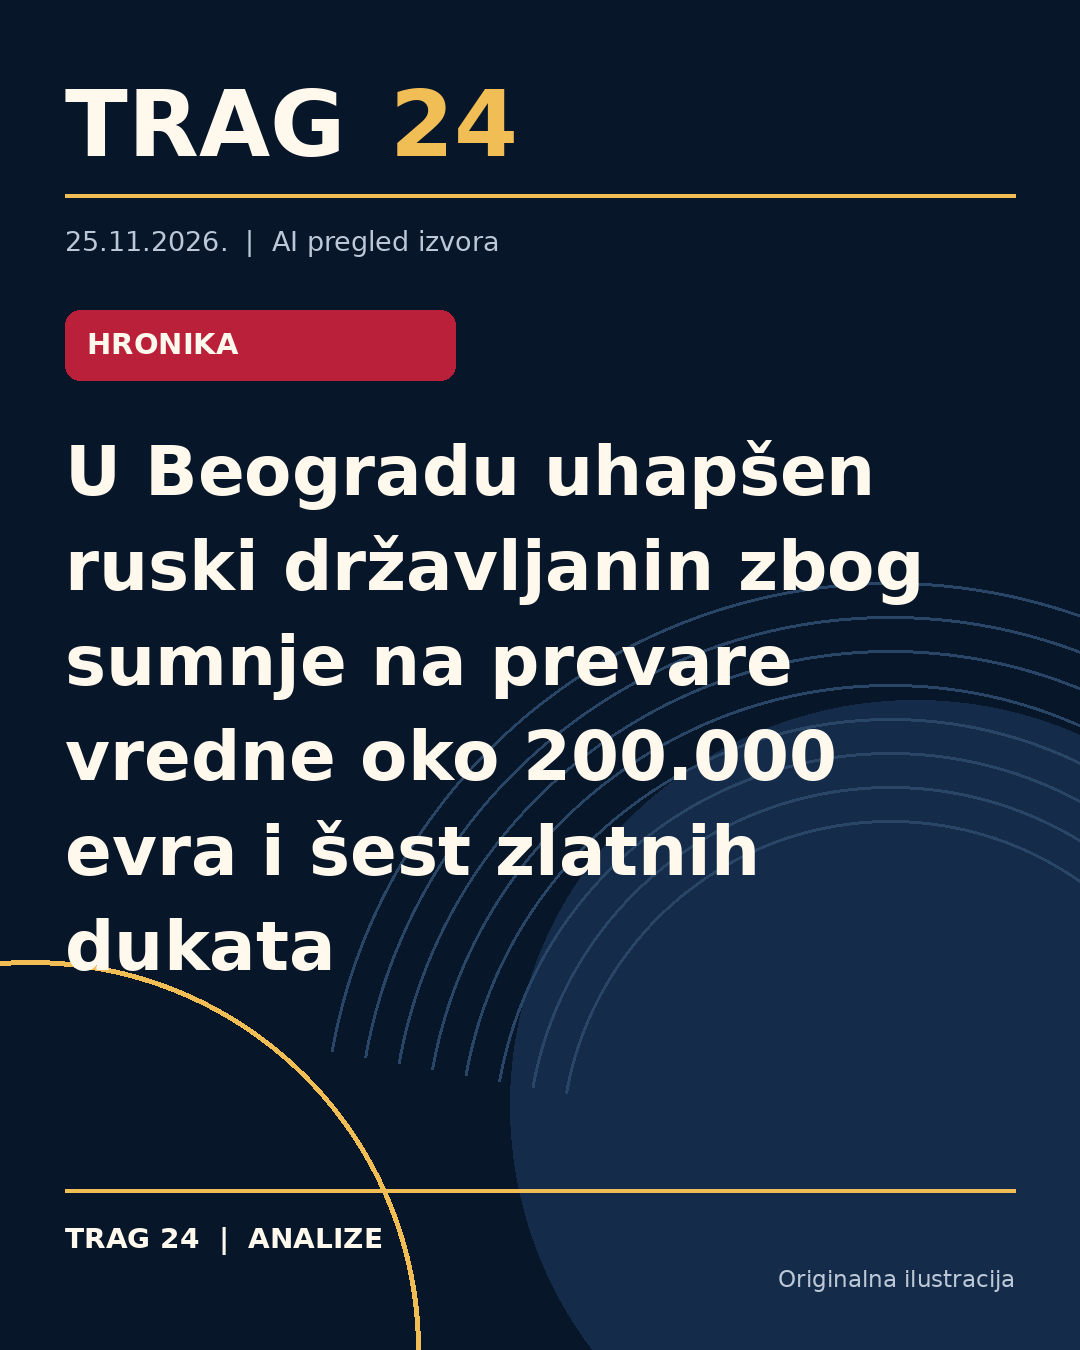 TRAG 24
25.11.2026. | AI pregled izvora
HRONIKA
U Beogradu uhapšen
ruski državljanin zbog
sumnje na prevare
vredne oko 200.000
evra i šest zlatnih
dukata
TRAG 24 | ANALIZE
Originalna ilustracija